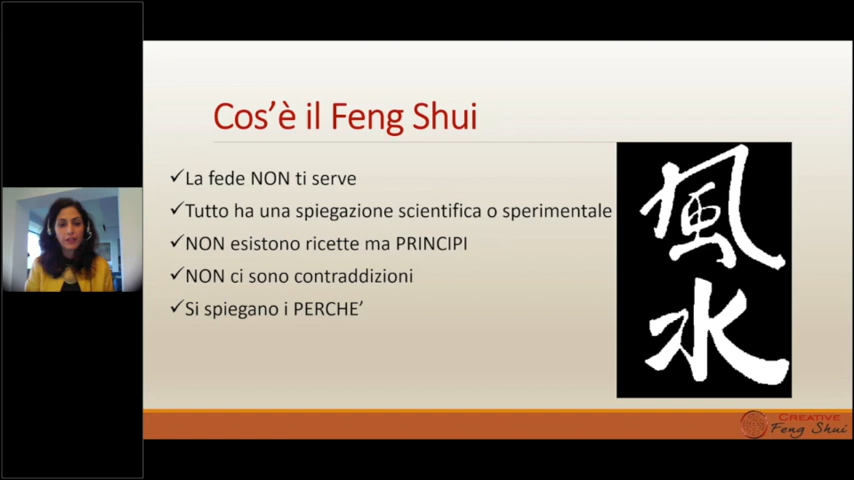 Cos'è il Feng Shui
✓La fede NON ti serve
✓Tutto ha una spiegazione scientifica o sperimentale
✓NON esistono ricette ma PRINCIPI
✓NON ci sono contraddizioni
✓Si spiegano i PERCHE’
風
水
CREATIVE
Feng Shui